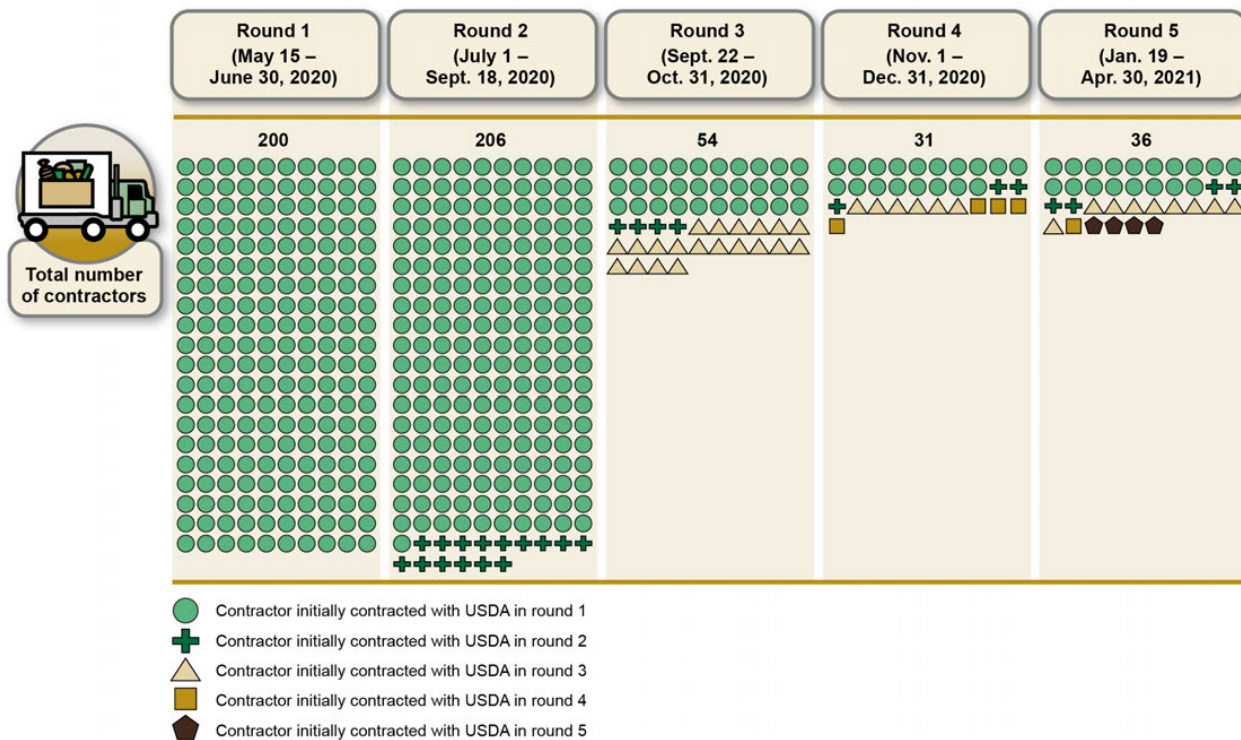 Round 1
(May 15 –
June 30, 2020)
Round 2
(July 1 –
Sept. 18, 2020)
Round 3
(Sept. 22 –
Oct. 31, 2020)
Round 4
(Nov. 1 –
Dec. 31, 2020)
Round 5
(Jan. 19 –
Apr. 30, 2021)
Total number
of contractors
200
206
54
31
36
Contractor initially contracted with USDA in round 1
Contractor initially contracted with USDA in round 2
Contractor initially contracted with USDA in round 3
Contractor initially contracted with USDA in round 4
Contractor initially contracted with USDA in round 5